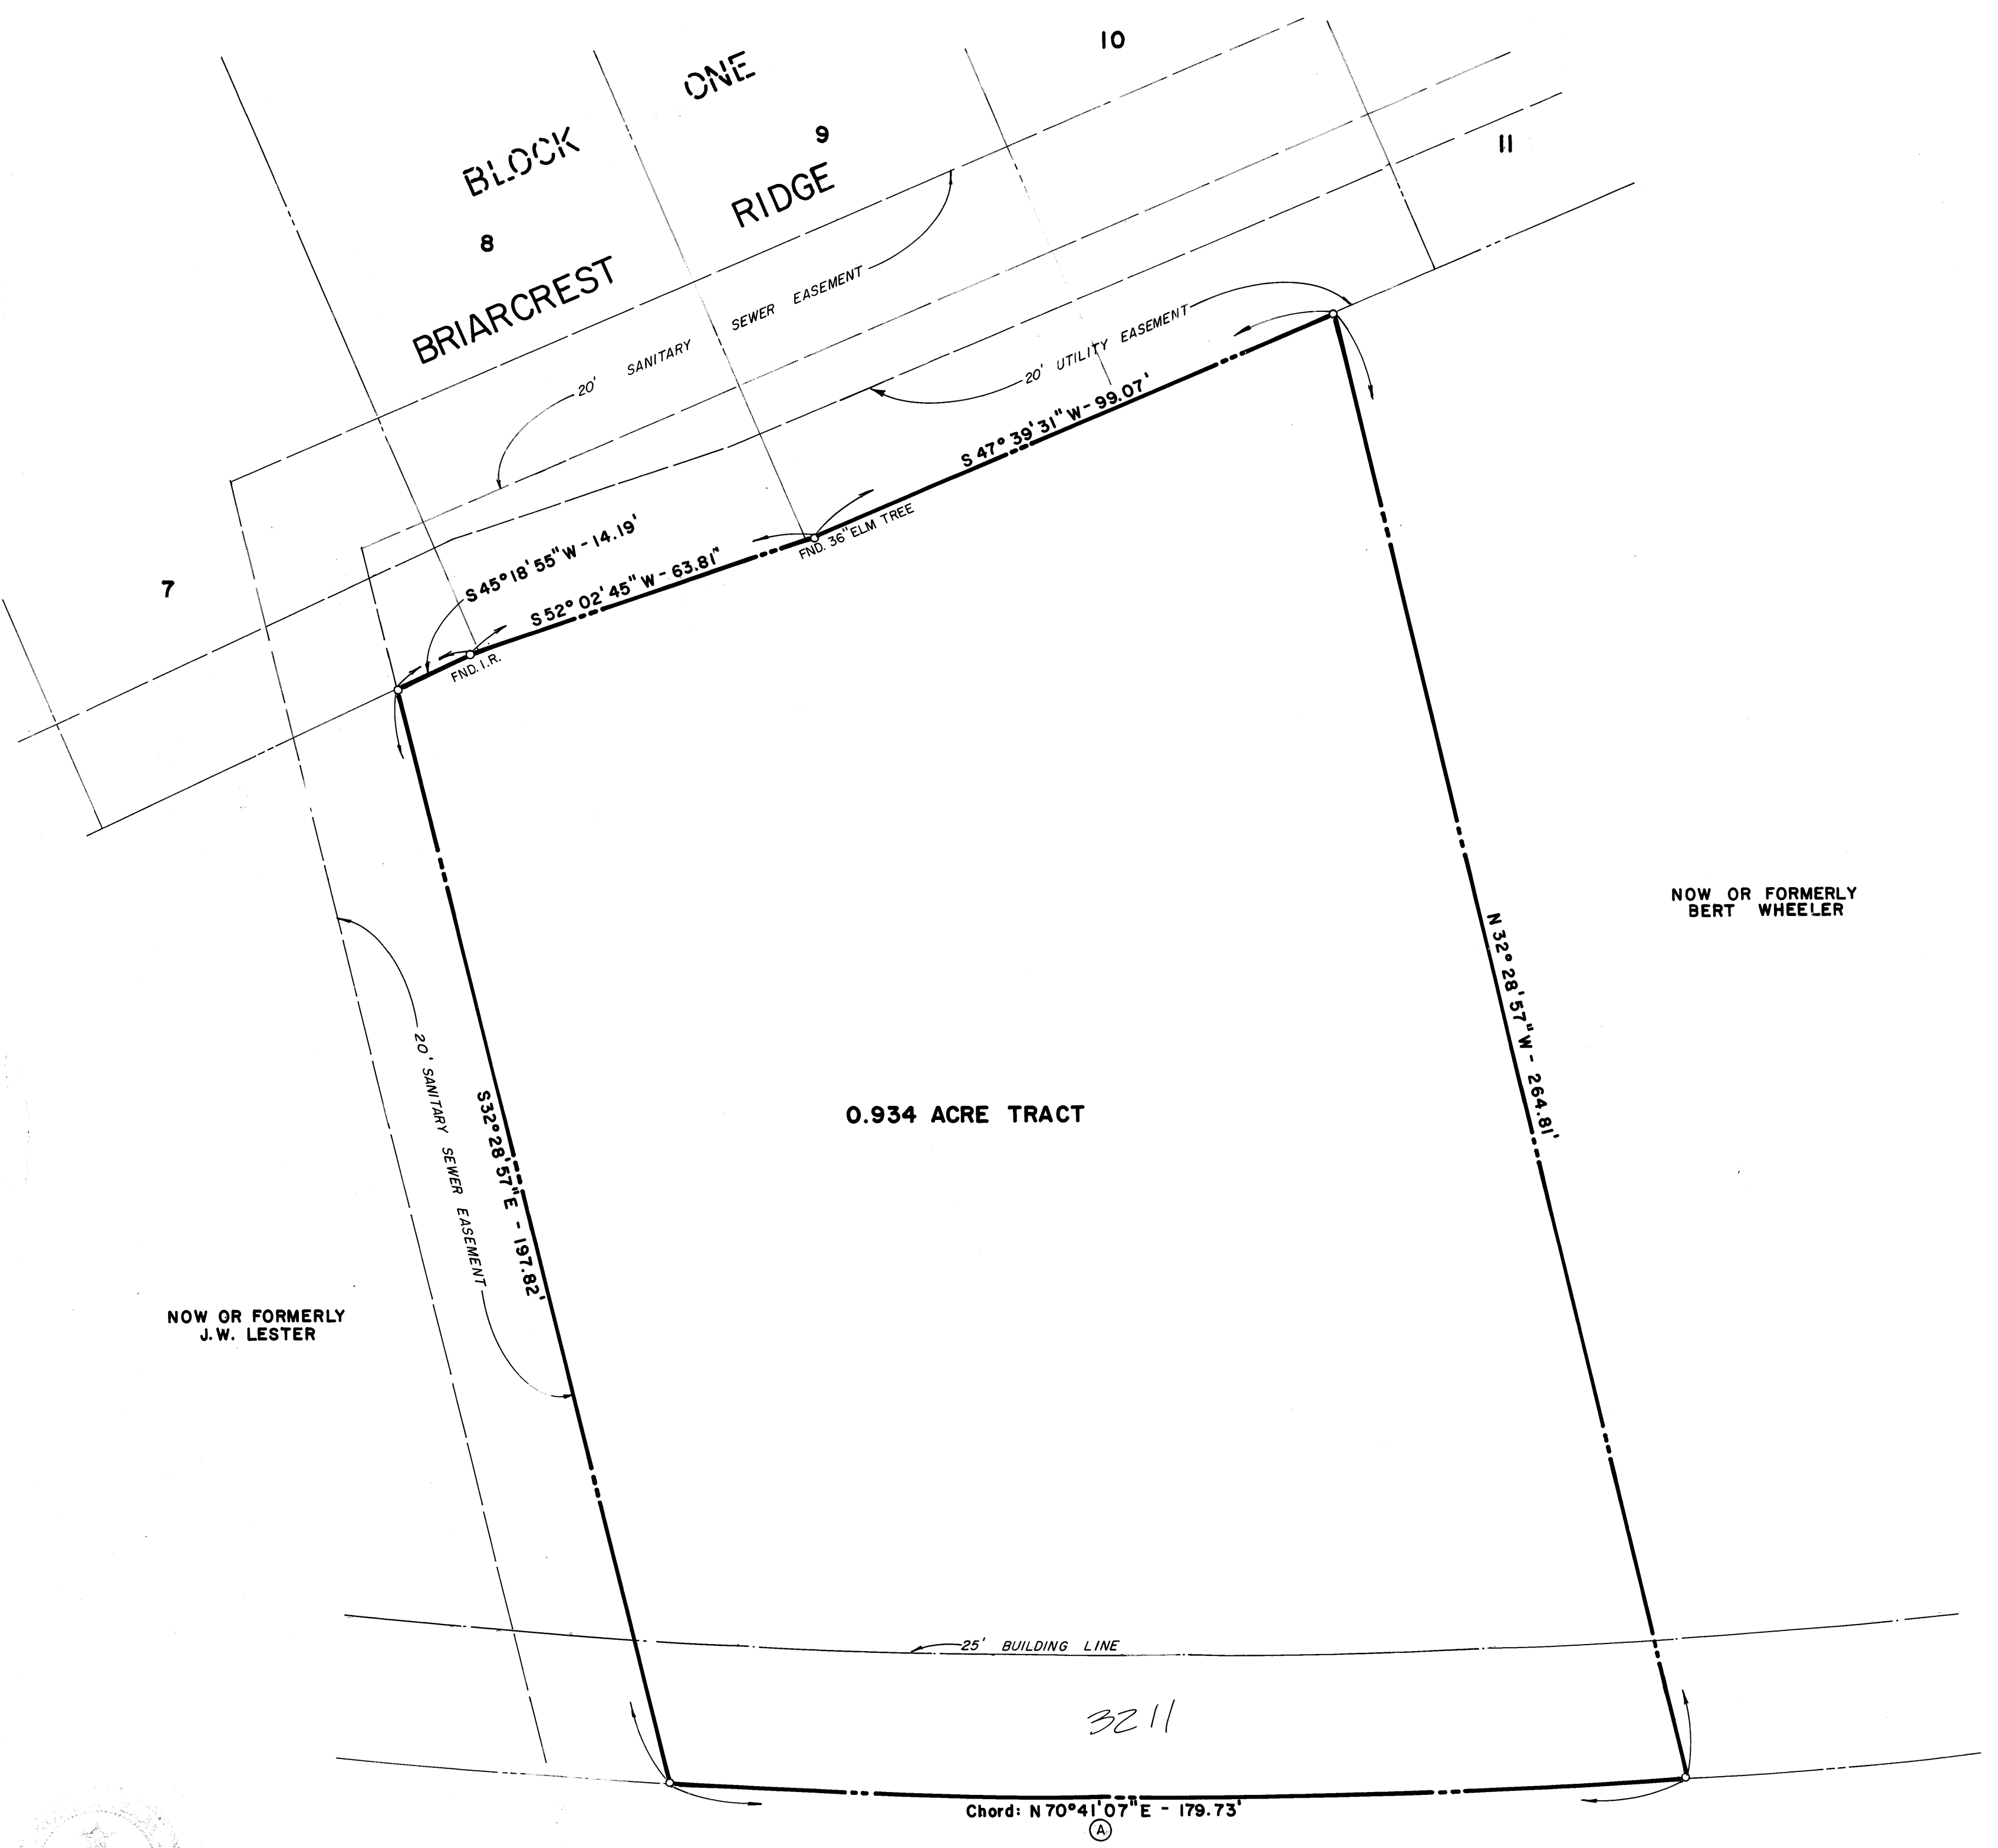 10
BLOCK ONE
9
11
8
BRIARCREST RIDGE
20' SANITARY SEWER EASEMENT
20' UTILITY EASEMENT
S 47° 39' 31" W - 99.07'
FND. 36" ELM TREE
S 45° 18' 55" W - 14.19'
S 52° 02' 45" W - 63.81"
7
FND. I.R.
NOW OR FORMERLY
BERT WHEELER
N 32° 28' 57" W - 264.81'
20' SANITARY SEWER EASEMENT
S 32° 28' 57" E - 197.82'
0.934 ACRE TRACT
NOW OR FORMERLY
J.W. LESTER
25' BUILDING LINE
3211
Chord: N 70° 41' 07" E - 179.73'
A